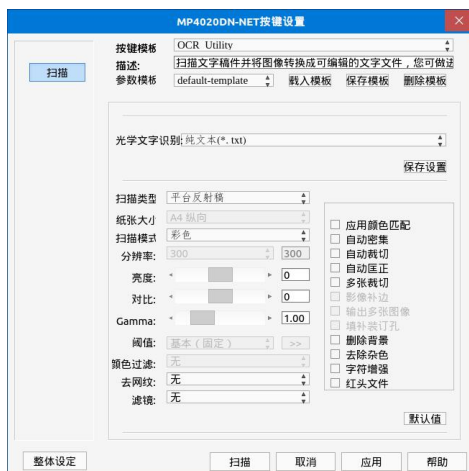 MP4020DN-NET按键设置
扫描
按键模板 OCR Utility
描述: 扫描文字稿件并将图像转换成可编辑的文字文件，您可做进
参数模板 default-template 载入模板 保存模板 删除模板
光学文字识别: 纯文本(*.txt)
保存设置
扫描类型 平台反射稿
纸张大小 A4 纵向
扫描模式 彩色
分辨率: 300 300
亮度: 0
对比: 0
Gamma: 1.00
阈值: 基本（固定） >>
颜色过滤: 无
去网纹: 无
滤镜: 无
应用颜色匹配
自动密集
自动裁切
自动匡正
多张裁切
影像补边
输出多张图像
填补装订孔
删除背景
去除杂色
字符增强
红头文件
默认值
整体设定 扫描 取消 应用 帮助